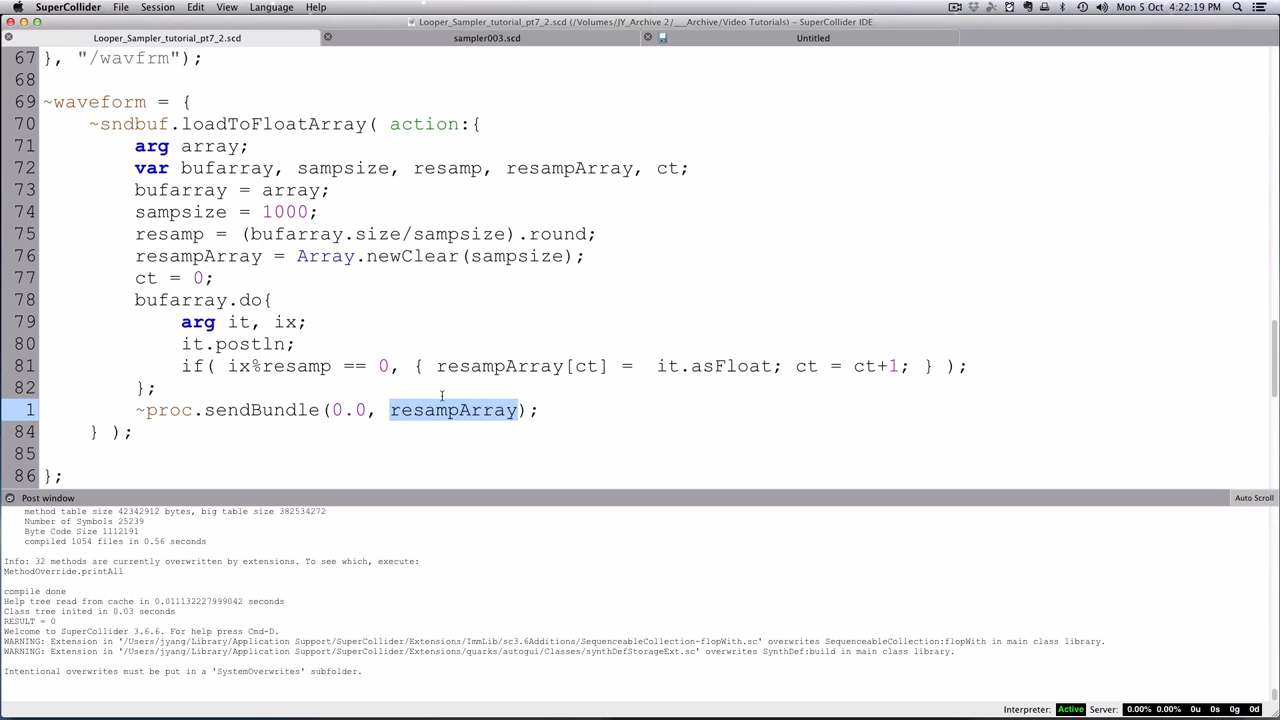 SuperCollider File Session Edit View Language Help Mon 5 Oct 4:22:19 PM
Looper_Sampler_tutorial_pt7_2.scd (/Volumes/JY_Archive 2/___Archive/Video Tutorials) – SuperCollider IDE
Looper_Sampler_tutorial_pt7_2.scd sampler003.scd Untitled
67 }, "/wavfrm");
68
69 ~waveform = {
70 ~sndbuf.loadToFloatArray( action:{
71 arg array;
72 var bufarray, sampsize, resamp, resampArray, ct;
73 bufarray = array;
74 sampsize = 1000;
75 resamp = (bufarray.size/sampsize).round;
76 resampArray = Array.newClear(sampsize);
77 ct = 0;
78 bufarray.do{
79 arg it, ix;
80 it.postln;
81 if( ix%resamp == 0, { resampArray[ct] = it.asFloat; ct = ct+1; } );
82 };
1 ~proc.sendBundle(0.0, resampArray);
84 } );
85
86 };
Post window Auto Scroll
method table size 42342912 bytes, big table size 382534272
Number of Symbols 25239
Byte Code Size 1112191
compiled 1054 files in 0.56 seconds
Info: 32 methods are currently overwritten by extensions. To see which, execute:
MethodOverride.printAll
compile done
Help tree read from cache in 0.011132227999042 seconds
Class tree inited in 0.03 seconds
RESULT = 0
Welcome to SuperCollider 3.6.6. For help press Cmd-D.
WARNING: Extension in '/Users/jyang/Library/Application Support/SuperCollider/Extensions/ImmLib/sc3.6Additions/SequenceableCollection-flopWith.sc' overwrites SequenceableCollection:flopWith in main class library.
WARNING: Extension in '/Users/jyang/Library/Application Support/SuperCollider/Extensions/quarks/autogui/Classes/synthDefStorageExt.sc' overwrites SynthDef:build in main class library.
Intentional overwrites must be put in a 'SystemOverwrites' subfolder.
Interpreter: Active Server: 0.00% 0.00% 0u 0s 0g 0d